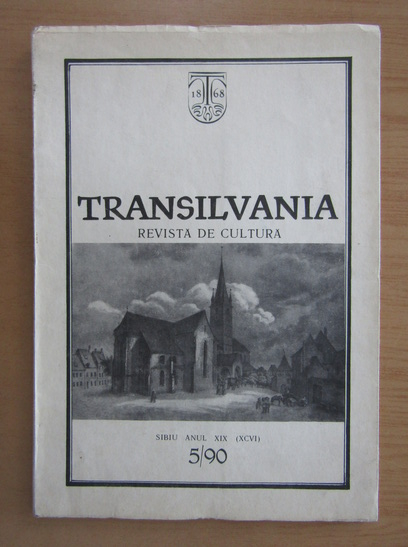 18 T 68
TRANSILVANIA
REVISTA DE CULTURA
SIBIU ANUL XIX (XCVI)
5/90